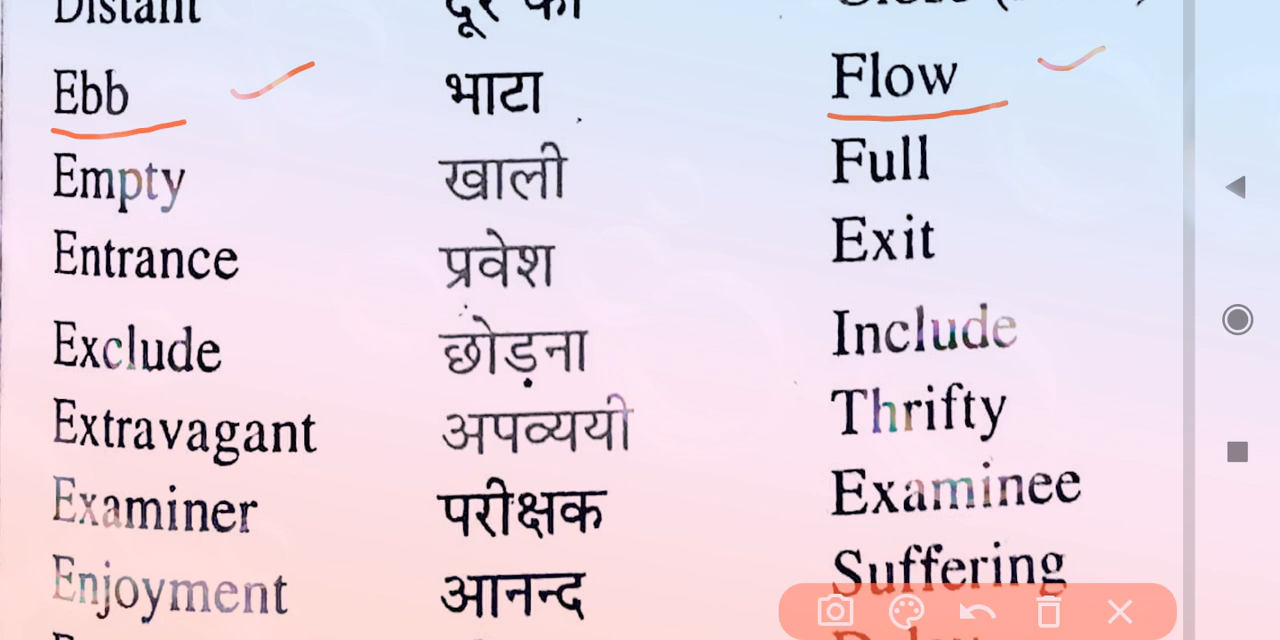 Distant दूर का
Ebb भाटा Flow
Empty खाली Full
Entrance प्रवेश Exit
Exclude छोड़ना Include
Extravagant अपव्ययी Thrifty
Examiner परीक्षक Examinee
Enjoyment आनन्द Suffering